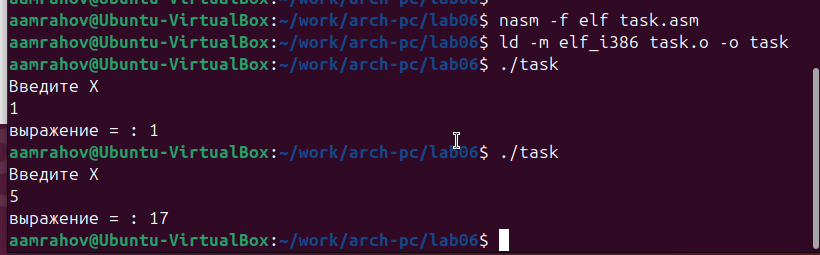 aamrahov@Ubuntu-VirtualBox:~/work/arch-pc/lab06$ nasm -f elf task.asm
aamrahov@Ubuntu-VirtualBox:~/work/arch-pc/lab06$ ld -m elf_i386 task.o -o task
aamrahov@Ubuntu-VirtualBox:~/work/arch-pc/lab06$ ./task
Введите X
1
выражение = : 1
aamrahov@Ubuntu-VirtualBox:~/work/arch-pc/lab06$ ./task
Введите X
5
выражение = : 17
aamrahov@Ubuntu-VirtualBox:~/work/arch-pc/lab06$